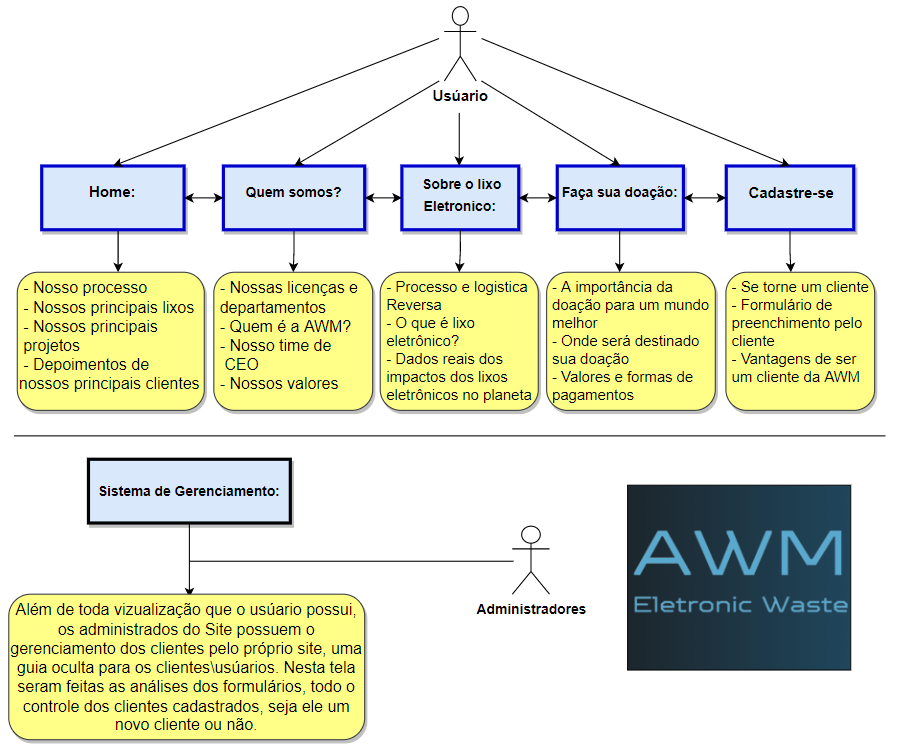 Usúario
Home:
Quem somos?
Sobre o lixo
Eletronico:
Faça sua doação:
Cadastre-se
- Nosso processo
- Nossos principais lixos
- Nossos principais
projetos
- Depoimentos de
nossos principais clientes
- Nossas licenças e
departamentos
- Quem é a AWM?
- Nosso time de
CEO
- Nossos valores
- Processo e logistica
Reversa
- O que é lixo
eletrônico?
- Dados reais dos
impactos dos lixos
eletrônicos no planeta
- A importância da
doação para um mundo
melhor
- Onde será destinado
sua doação
- Valores e formas de
pagamentos
- Se torne um cliente
- Formulário de
preenchimento pelo
cliente
- Vantagens de ser
um cliente da AWM
Sistema de Gerenciamento:
Administradores
Além de toda vizualização que o usúario possui,
os administrados do Site possuem o
gerenciamento dos clientes pelo próprio site, uma
guia oculta para os clientes\usúarios. Nesta tela
seram feitas as análises dos formulários, todo o
controle dos clientes cadastrados, seja ele um
novo cliente ou não.
AWM
Eletronic Waste